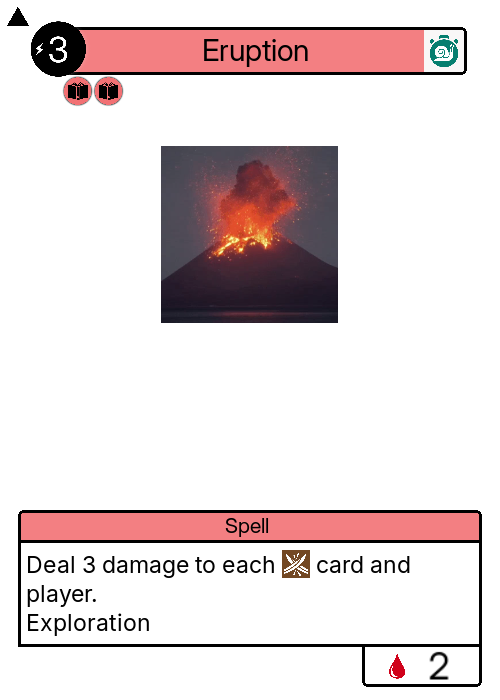 3
Eruption
Spell
Deal 3 damage to each card and
player.
Exploration
2